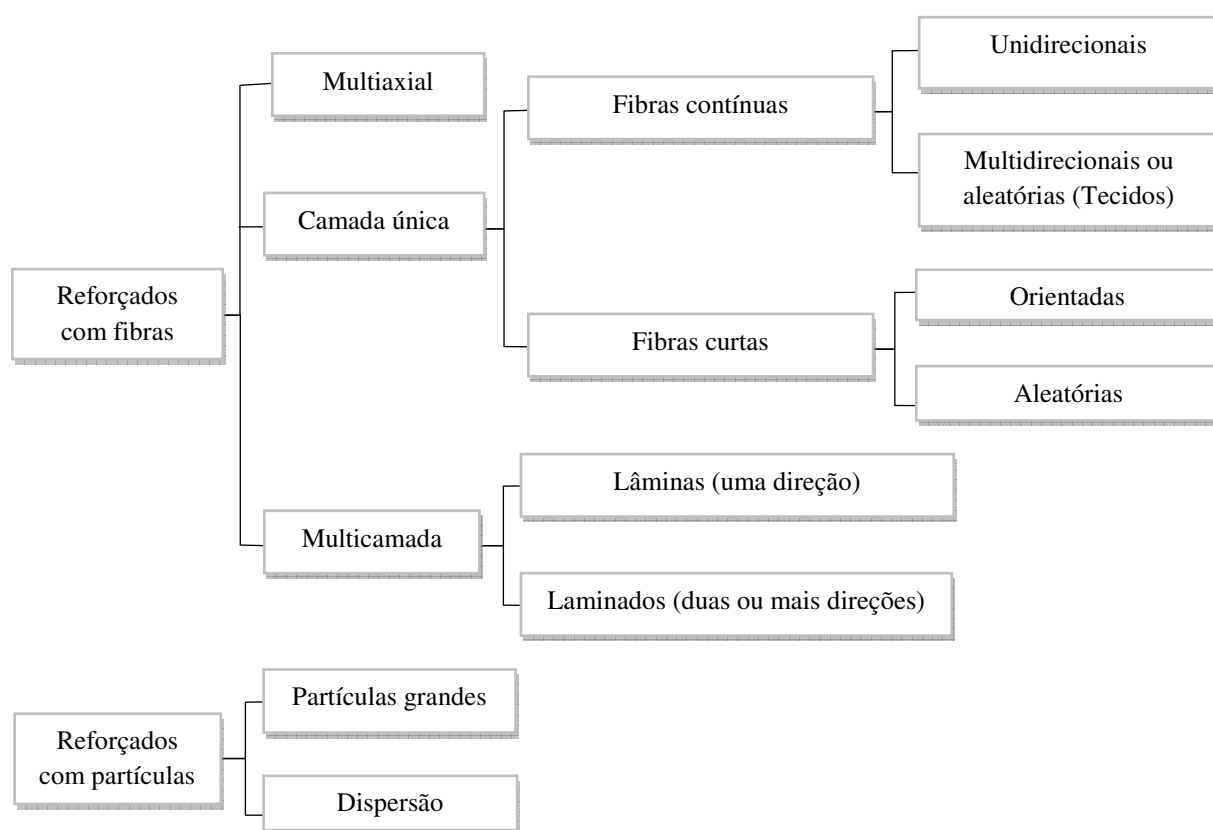 Unidirecionais
Multiaxial
Fibras contínuas
Multidirecionais ou
aleatórias (Tecidos)
Camada única
Reforçados
com fibras
Orientadas
Fibras curtas
Aleatórias
Lâminas (uma direção)
Multicamada
Laminados (duas ou mais direções)
Partículas grandes
Reforçados
com partículas
Dispersão